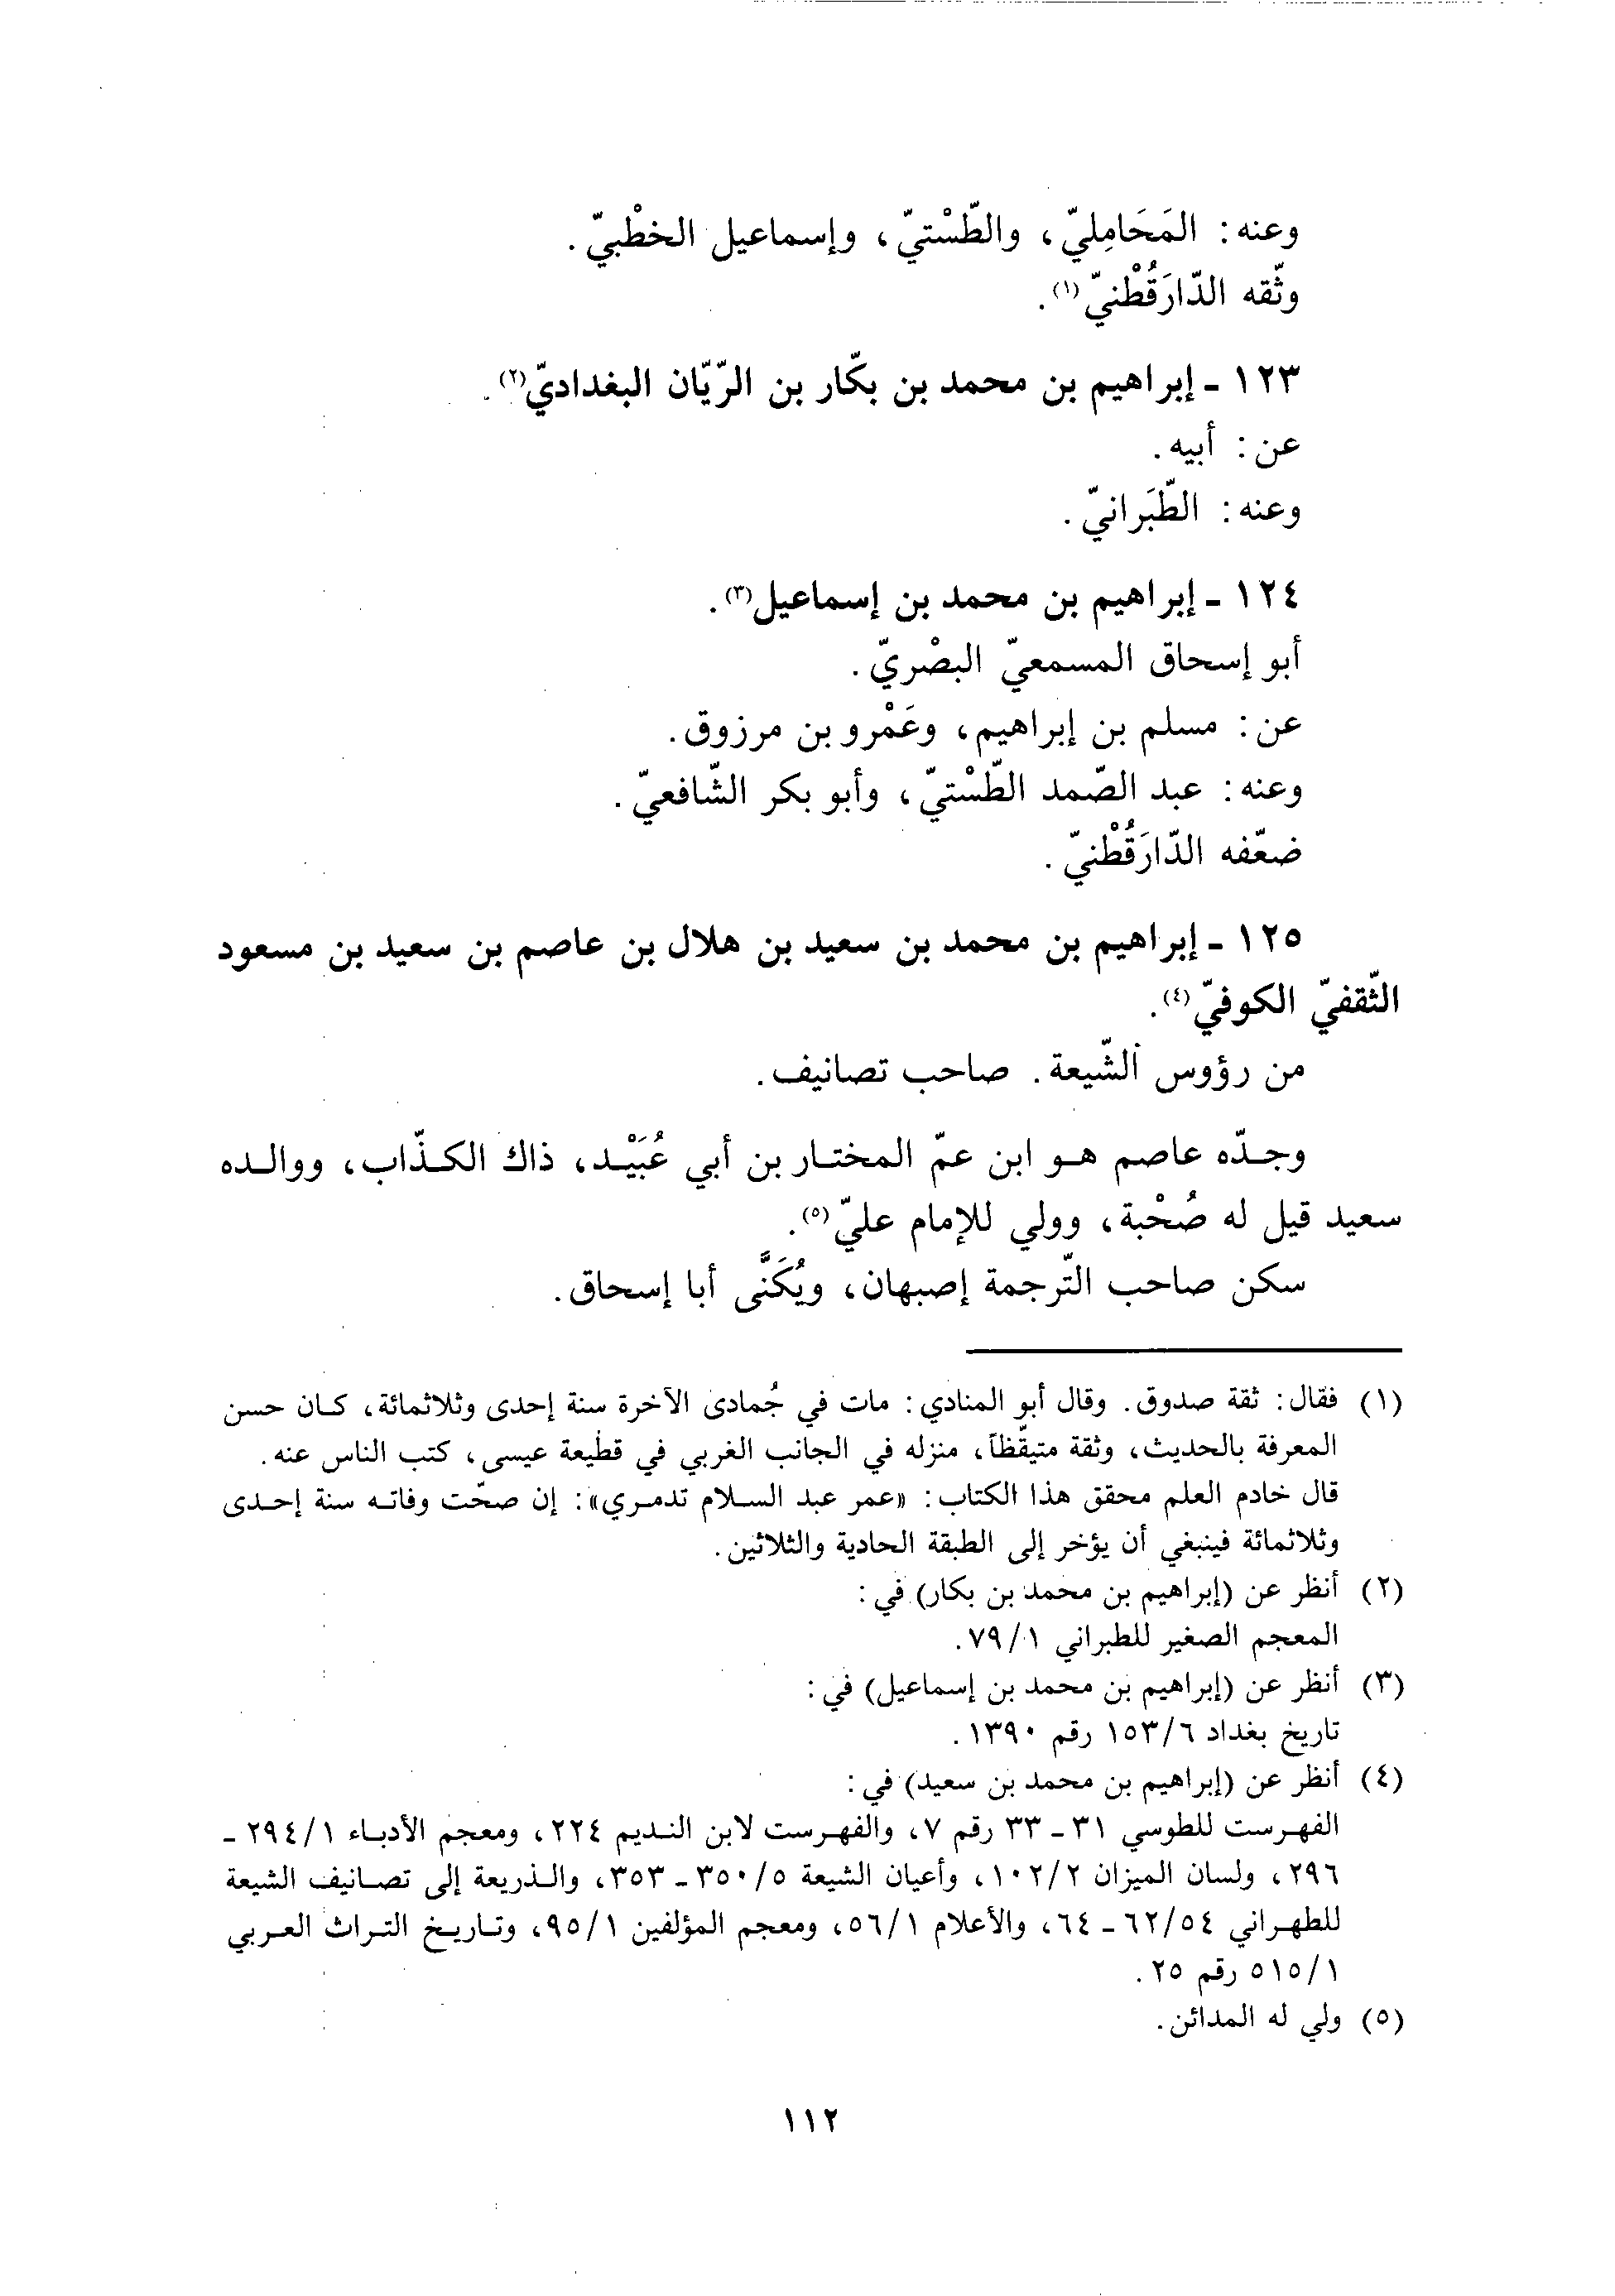 وعنه: المَحَامِليّ، والطّسْتيّ، وإسماعيل الخطْبيّ.
وثّقه الدّارَقُطْنيّ(١).
١٢٣ - إبراهيم بن محمد بن بكّار بن الرّيّان البغداديّ(٢).
عن: أبيه.
وعنه: الطّبَرانيّ.
١٢٤ - إبراهيم بن محمد بن إسماعيل(٣).
أبو إسحاق المسمعيّ البصْريّ.
عن: مسلم بن إبراهيم، وعَمْرو بن مرزوق.
وعنه: عبد الصّمد الطّسْتيّ، وأبو بكر الشّافعيّ.
ضعّفه الدّارَقُطْنيّ.
١٢٥ - إبراهيم بن محمد بن سعيد بن هلال بن عاصم بن سعيد بن مسعود
الثّقفيّ الكوفيّ(٤).
من رؤوس الشّيعة. صاحب تصانيف.
وجدّه عاصم هو ابن عمّ المختار بن أبي عُبَيْد، ذاك الكذّاب، ووالده
سعيد قيل له صُحْبة، وولي للإمام عليّ(٥).
سكن صاحب التّرجمة إصبهان، ويُكَنَّى أبا إسحاق.
(١) فقال: ثقة صدوق. وقال أبو المنادي: مات في جُمادى الآخرة سنة إحدى وثلاثمائة، كان حسن
المعرفة بالحديث، وثقة متيقّظاً، منزله في الجانب الغربي في قطيعة عيسى، كتب الناس عنه.
قال خادم العلم محقق هذا الكتاب: «عمر عبد السلام تدمري»: إن صحّت وفاته سنة إحدى
وثلاثمائة فينبغي أن يؤخر إلى الطبقة الحادية والثلاثين.
(٢) أنظر عن (إبراهيم بن محمد بن بكار) في:
المعجم الصغير للطبراني ٧٩/١.
(٣) أنظر عن (إبراهيم بن محمد بن إسماعيل) في:
تاريخ بغداد ١٥٣/٦ رقم ١٣٩٠.
(٤) أنظر عن (إبراهيم بن محمد بن سعيد) في:
الفهرست للطوسي ٣١ - ٣٣ رقم ٧، والفهرست لابن النديم ٢٢٤، ومعجم الأدباء ٢٩٤/١ -
٢٩٦، ولسان الميزان ١٠٢/٢، وأعيان الشيعة ٣٥٠/٥ - ٣٥٣، والذريعة إلى تصانيف الشيعة
للطهراني ٦٢/٥٤ - ٦٤، والأعلام ٥٦/١، ومعجم المؤلفين ٩٥/١، وتاريخ التراث العربي
٥١٥/١ رقم ٢٥.
(٥) ولي له المدائن.
١١٢